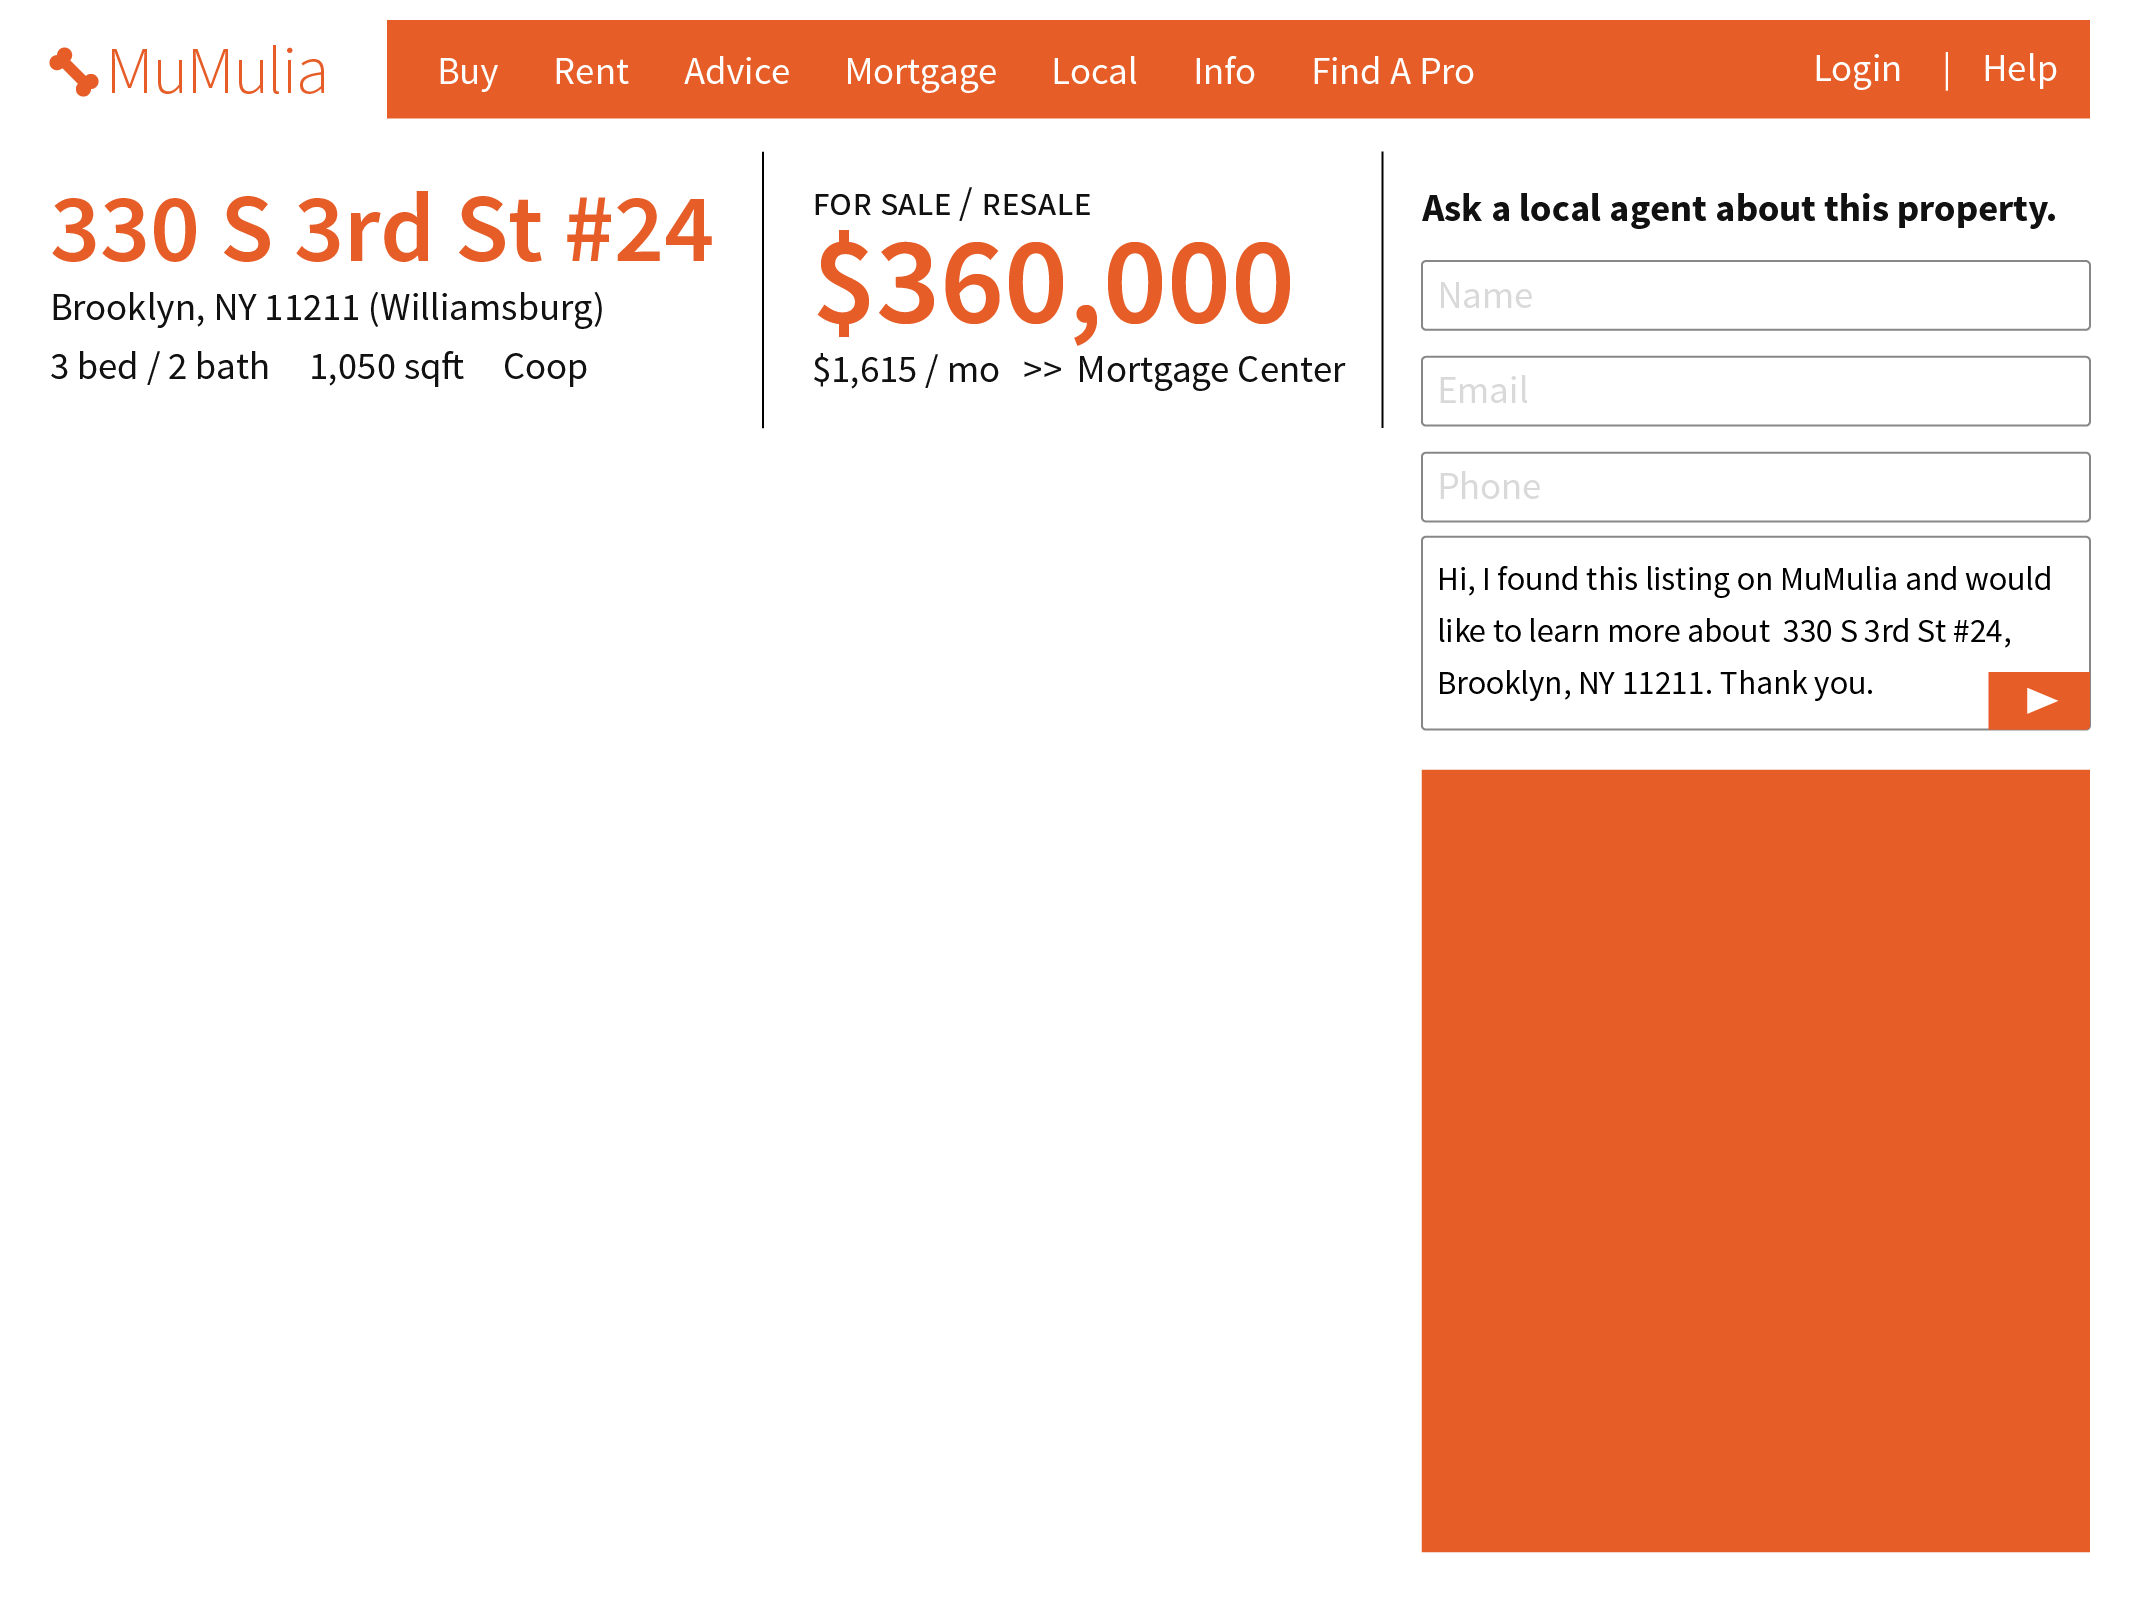 MuMulia
Buy Rent Advice Mortgage Local Info Find A Pro Login | Help
330 S 3rd St #24
Brooklyn, NY 11211 (Williamsburg)
3 bed / 2 bath 1,050 sqft Coop
FOR SALE / RESALE
$360,000
$1,615 / mo >> Mortgage Center
Ask a local agent about this property.
Name
Email
Phone
Hi, I found this listing on MuMulia and would
like to learn more about 330 S 3rd St #24,
Brooklyn, NY 11211. Thank you.